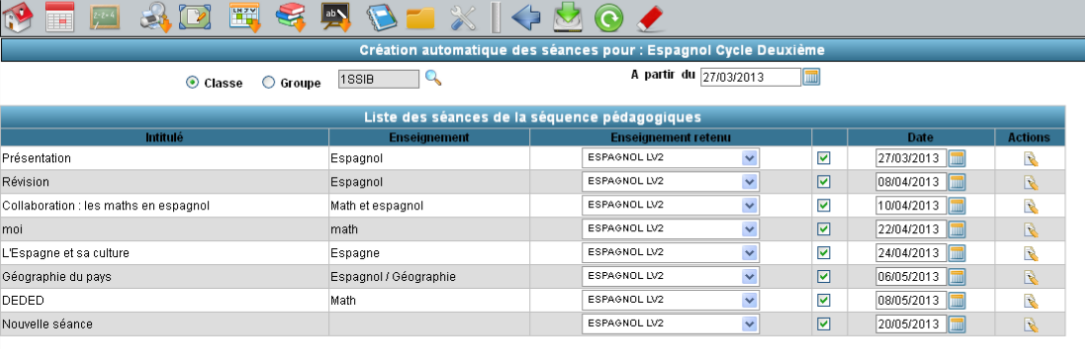 Création automatique des séances pour : Espagnol Cycle Deuxième
Classe Groupe 1SSIB A partir du 27/03/2013
Liste des séances de la séquence pédagogiques
Intitulé Enseignement Enseignement retenu Date Actions
Présentation Espagnol ESPAGNOL LV2 27/03/2013
Révision Espagnol ESPAGNOL LV2 08/04/2013
Collaboration : les maths en espagnol Math et espagnol ESPAGNOL LV2 10/04/2013
moi math ESPAGNOL LV2 22/04/2013
L'Espagne et sa culture Espagne ESPAGNOL LV2 24/04/2013
Géographie du pays Espagnol / Géographie ESPAGNOL LV2 06/05/2013
DEDED Math ESPAGNOL LV2 08/05/2013
Nouvelle séance ESPAGNOL LV2 20/05/2013